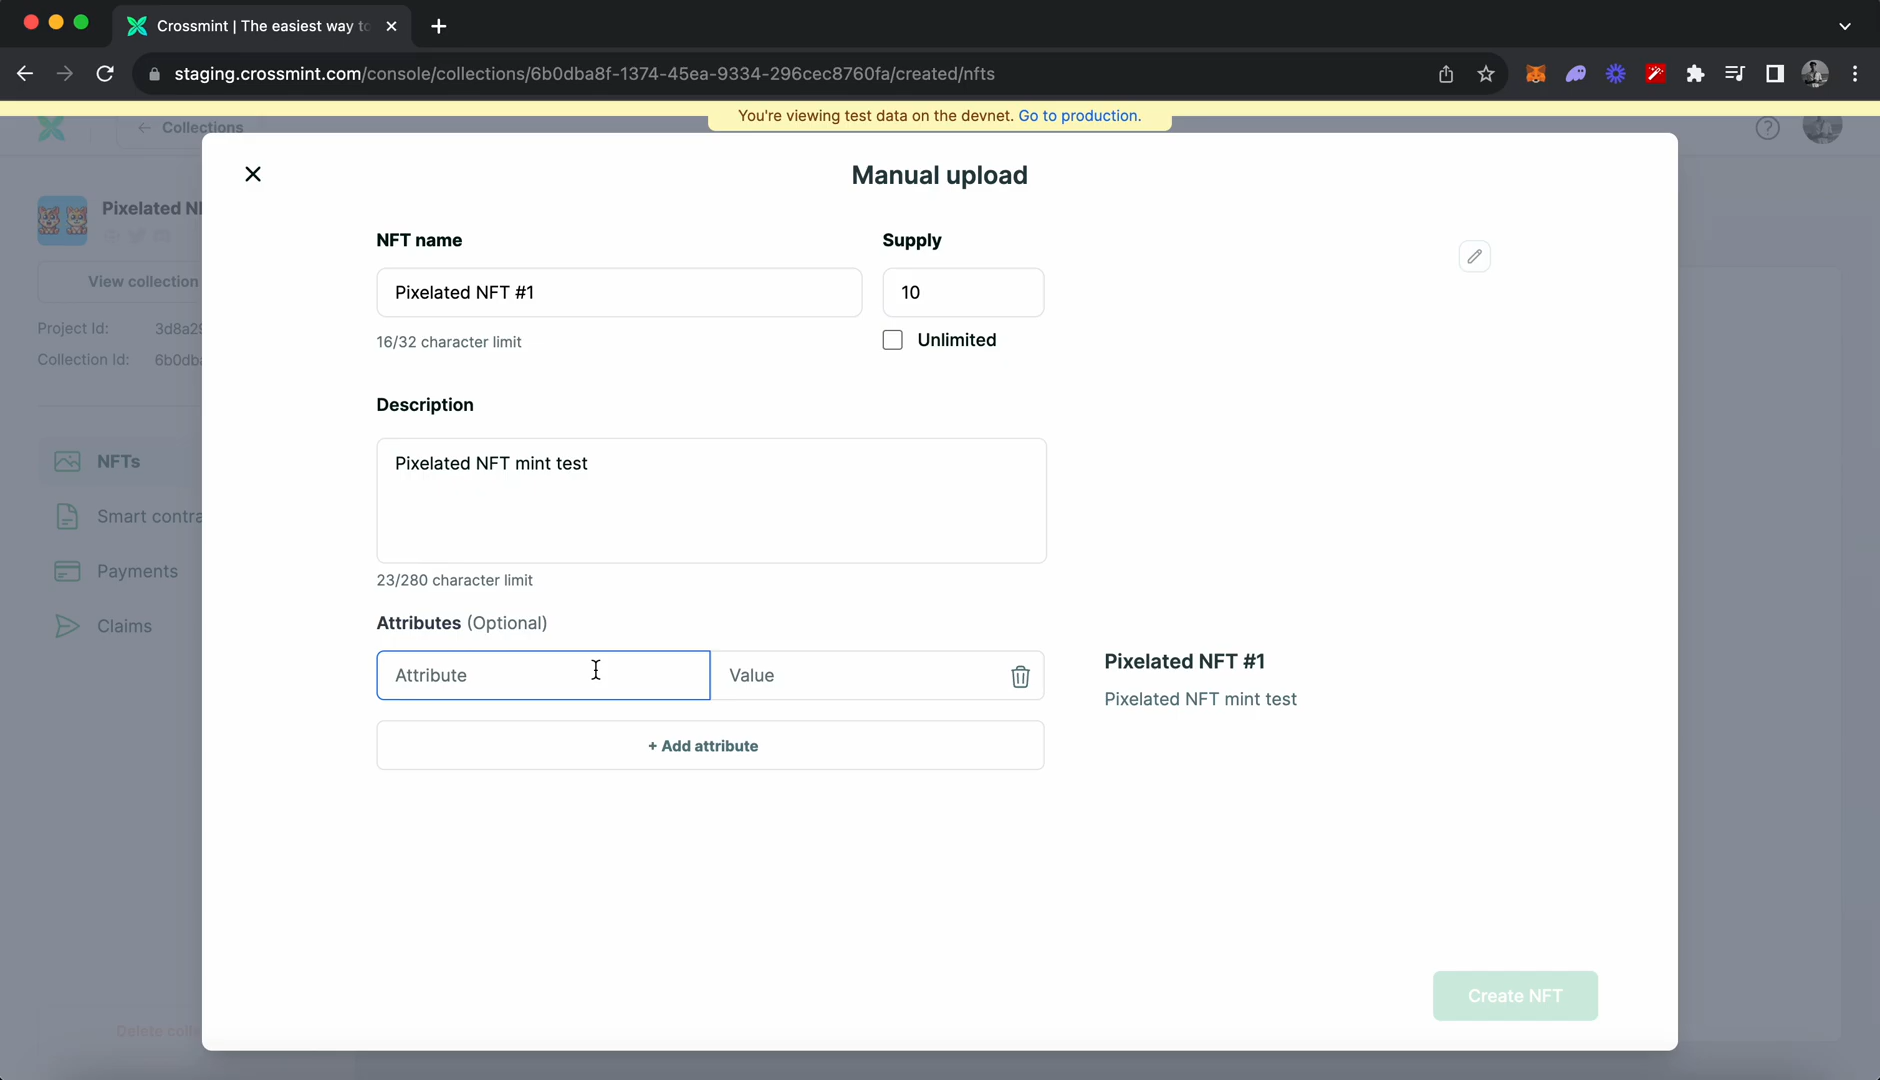 Crossmint | The easiest way to
staging.crossmint.com/console/collections/6b0dba8f-1374-45ea-9334-296cec8760fa/created/nfts
You're viewing test data on the devnet. Go to production.
← Collections
Manual upload
Pixelated NF
View collection
Project Id: 3d8a29
Collection Id: 6b0dba
NFTs
Smart contra
Payments
Claims
Delete colle
NFT name
Supply
Pixelated NFT #1
10
16/32 character limit
Unlimited
Description
Pixelated NFT mint test
23/280 character limit
Attributes (Optional)
Attribute
Value
+ Add attribute
Pixelated NFT #1
Pixelated NFT mint test
Create NFT